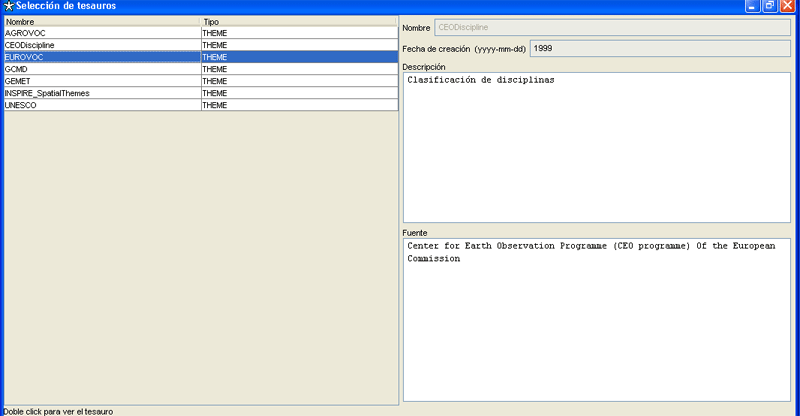 Selección de tesauros
Nombre Tipo
AGROVOC THEME
CEODiscipline THEME
EUROVOC THEME
GCMD THEME
GEMET THEME
INSPIRE_SpatialThemes THEME
UNESCO THEME
Nombre CEODiscipline
Fecha de creación (yyyy-mm-dd) 1999
Descripción
Clasificación de disciplinas
Fuente
Center for Earth Observation Programme (CEO programme) Of the European
Commission
Doble click para ver el tesauro